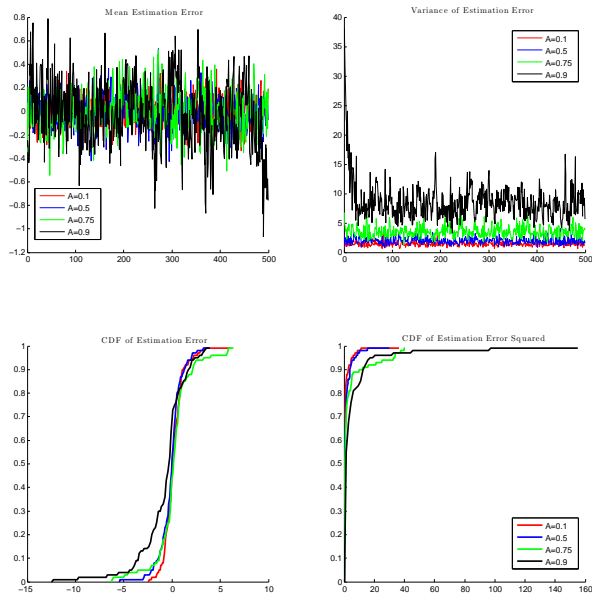 Mean Estimation Error
0.8
0.6
0.4
0.2
0
−0.2
−0.4
−0.6
−0.8
−1
−1.2
0 100 200 300 400 500
A=0.1
A=0.5
A=0.75
A=0.9
Variance of Estimation Error
40
35
30
25
20
15
10
5
0
0 100 200 300 400 500
A=0.1
A=0.5
A=0.75
A=0.9
CDF of Estimation Error
1
0.9
0.8
0.7
0.6
0.5
0.4
0.3
0.2
0.1
0
−15 −10 −5 0 5 10
CDF of Estimation Error Squared
1
0.9
0.8
0.7
0.6
0.5
0.4
0.3
0.2
0.1
0
0 20 40 60 80 100 120 140 160
A=0.1
A=0.5
A=0.75
A=0.9